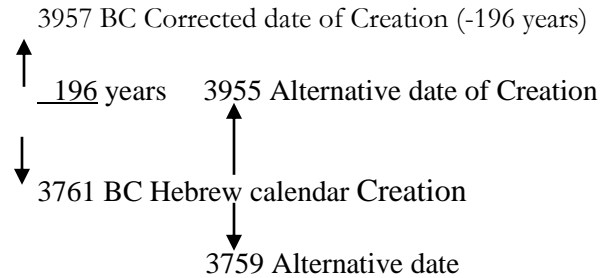 3957 BC Corrected date of Creation (-196 years)
196 years 3955 Alternative date of Creation
3761 BC Hebrew calendar Creation
3759 Alternative date